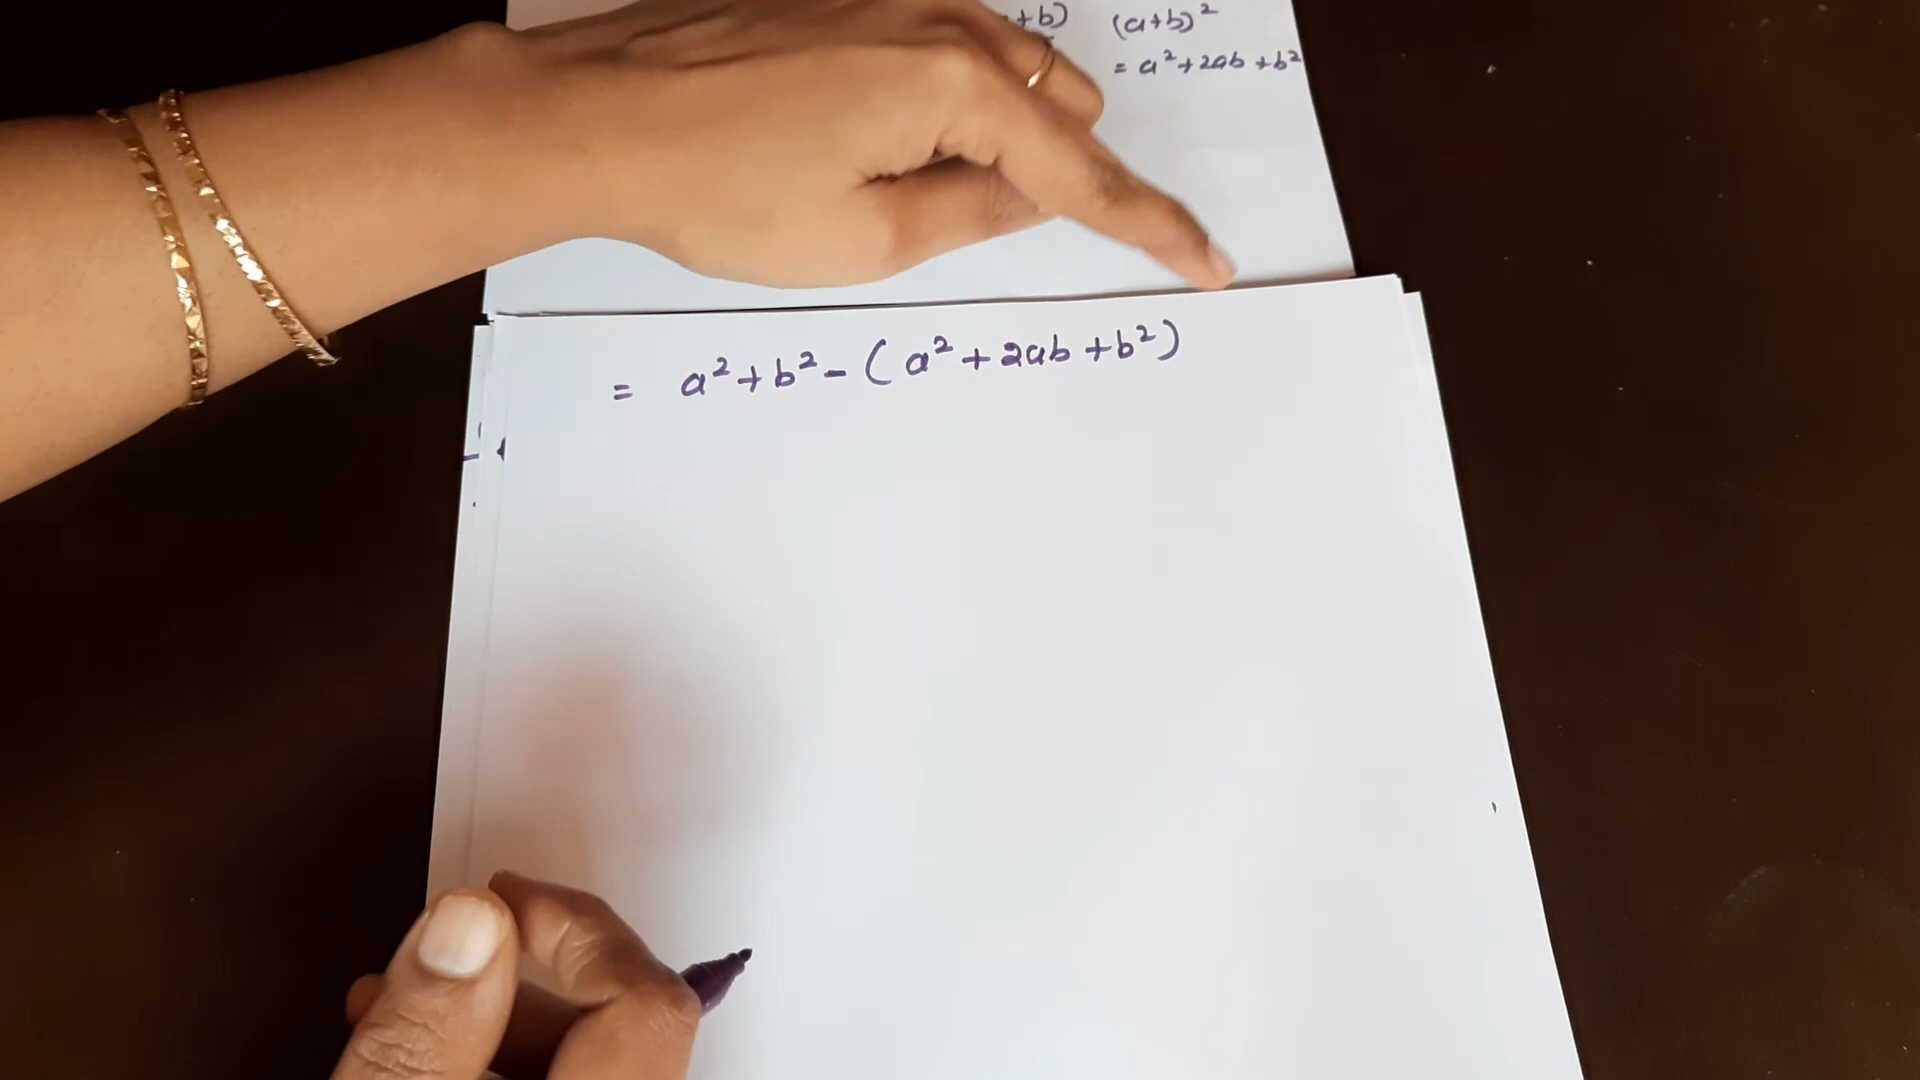 +b) (a+b)²
= a²+2ab+b²
= a²+b²-(a²+2ab+b²)